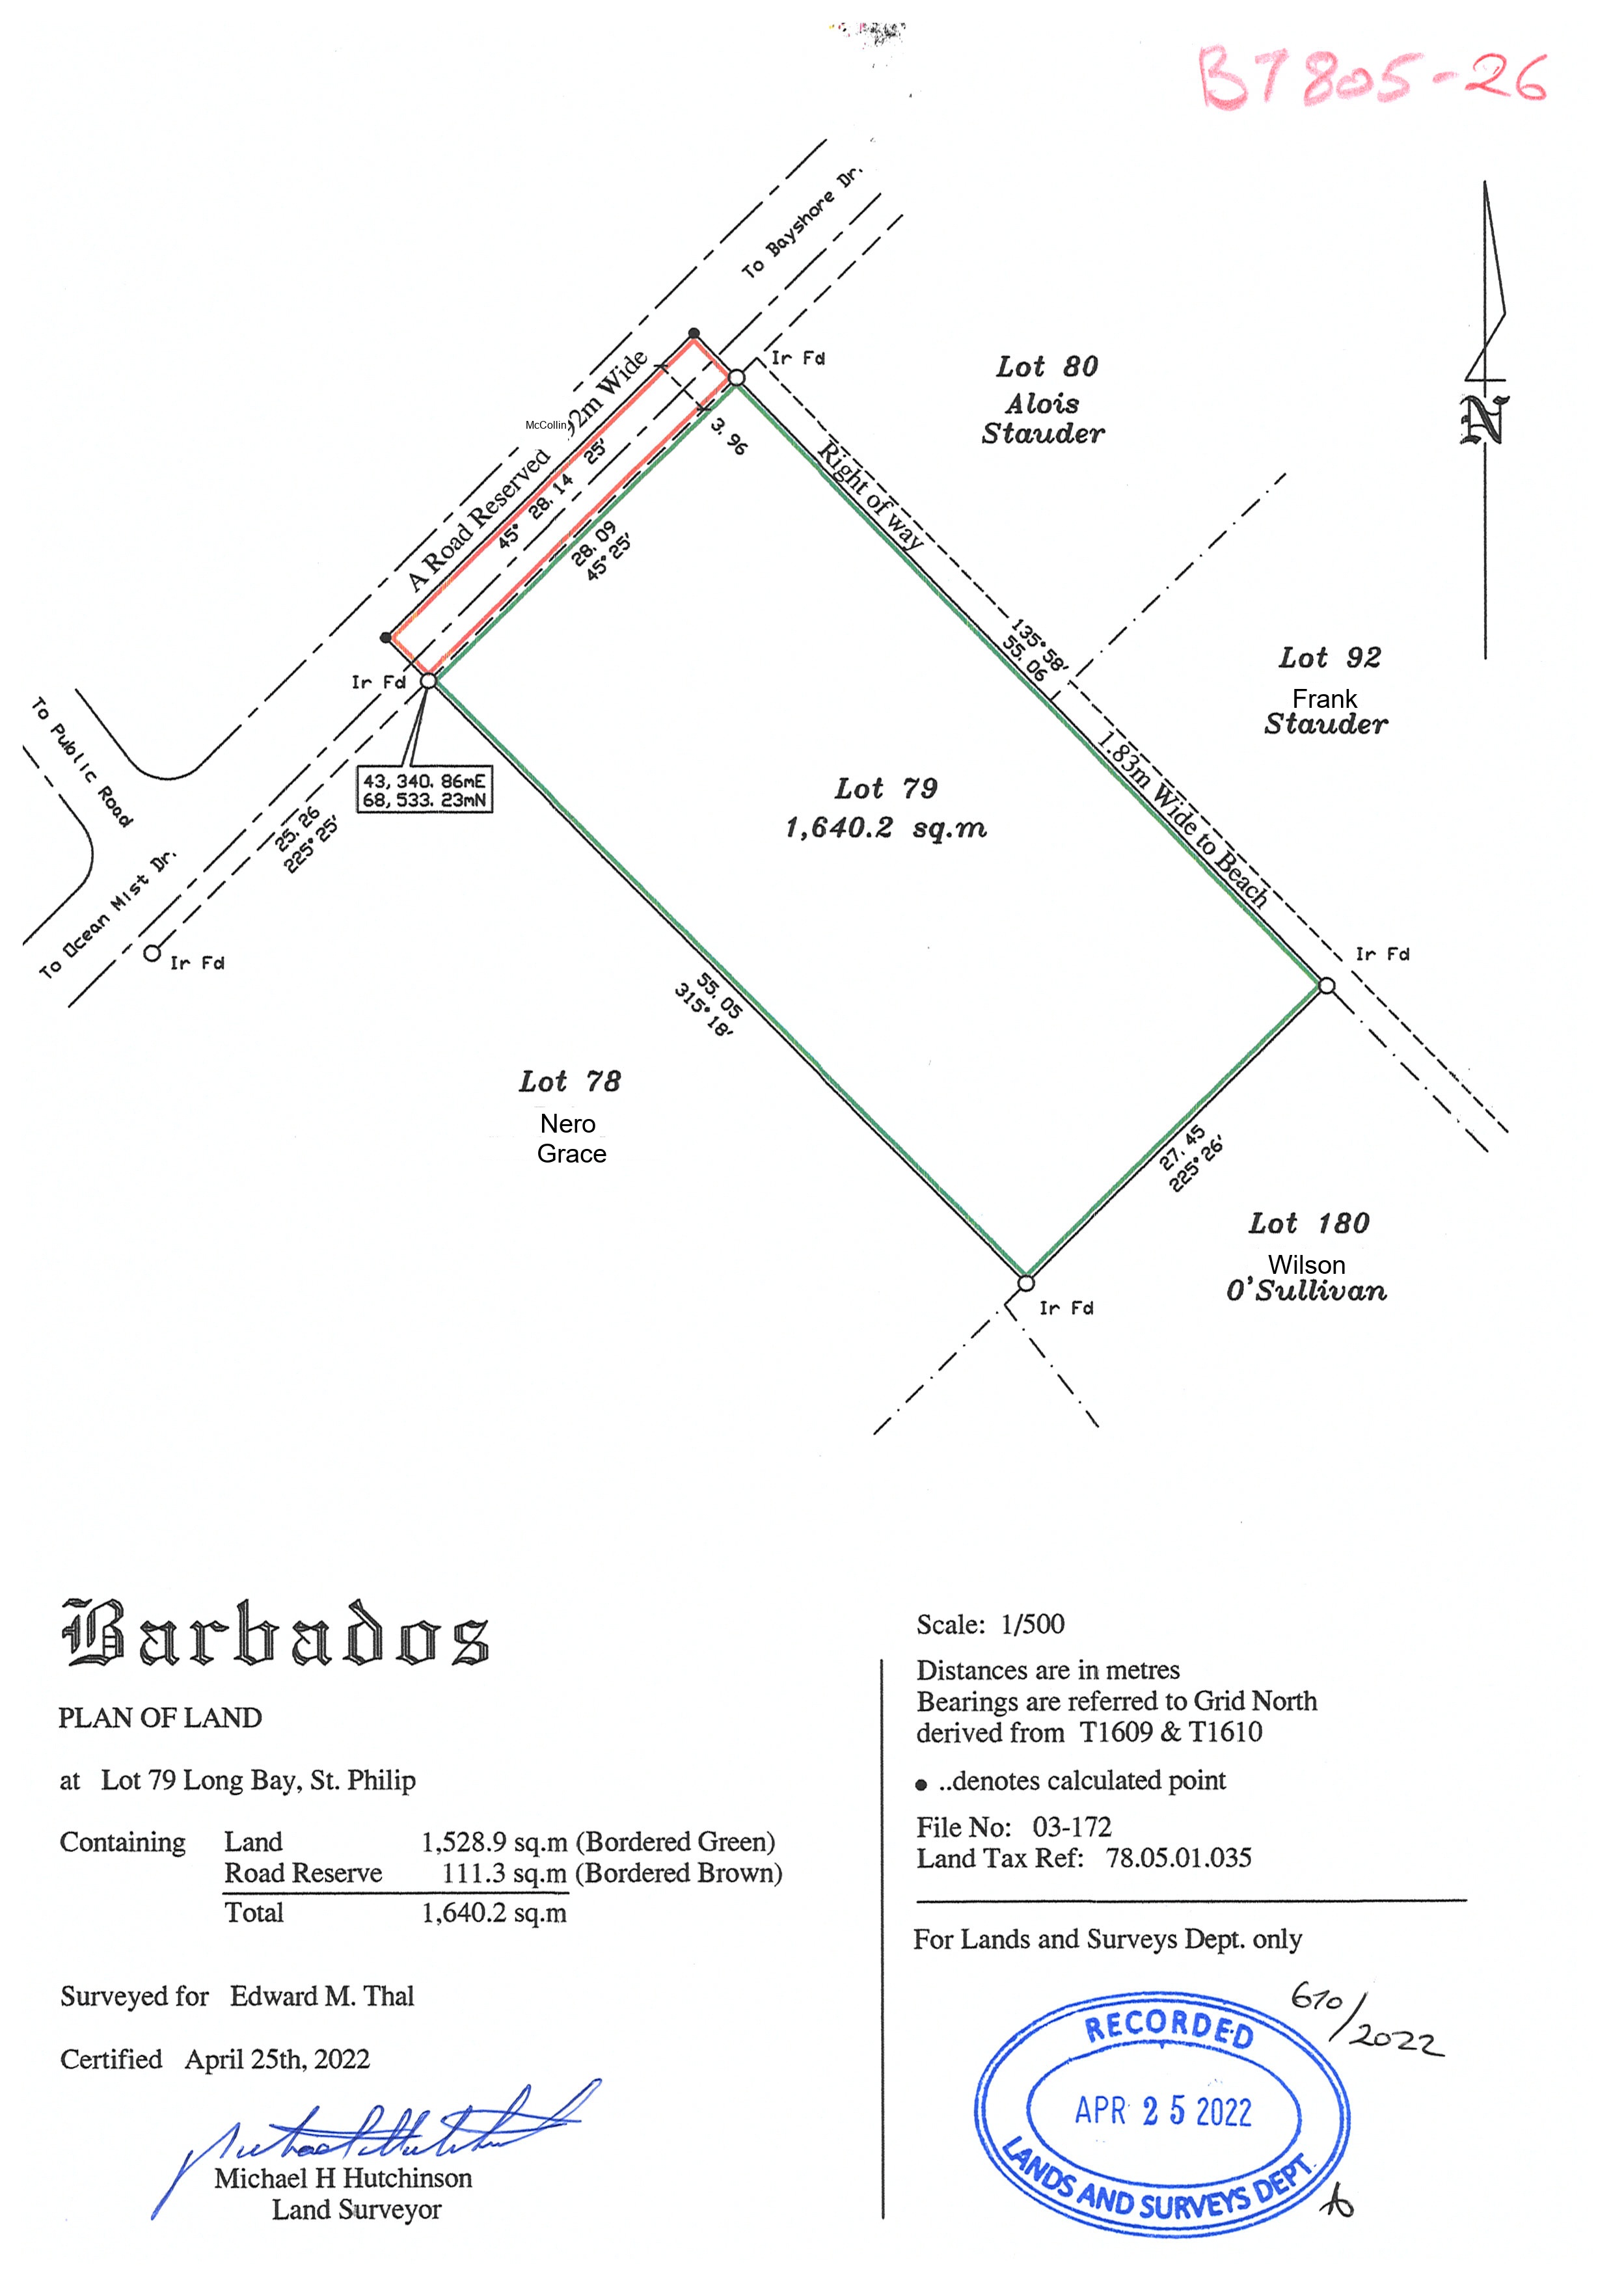 B7805-26
To Bayshore Dr.
Ir Fd
Lot 80
Alois
Stauder
N
A Road Reserved
McCollin
2m Wide
45° 28.14 25'
3.96
28.09
45° 25'
Right of way
135° 58'
55.06
Lot 92
Frank
Stauder
1.83m Wide to Beach
Ir Fd
43,340.86mE
68,533.23mN
To Public Road
To Ocean Mist Dr.
25.26
225° 25'
Ir Fd
Lot 79
1,640.2 sq.m
Ir Fd
55.05
315° 18'
Lot 78
Nero
Grace
27.45
225° 26'
Lot 180
Wilson
O'Sullivan
Ir Fd
Barbados
PLAN OF LAND
at Lot 79 Long Bay, St. Philip
Containing Land 1,528.9 sq.m (Bordered Green)
Road Reserve 111.3 sq.m (Bordered Brown)
Total 1,640.2 sq.m
Surveyed for Edward M. Thal
Certified April 25th, 2022
Michael H Hutchinson
Land Surveyor
Scale: 1/500
Distances are in metres
Bearings are referred to Grid North
derived from T1609 & T1610
● ..denotes calculated point
File No: 03-172
Land Tax Ref: 78.05.01.035
For Lands and Surveys Dept. only
670/2022
RECORDED
APR 25 2022
LANDS AND SURVEYS DEPT.